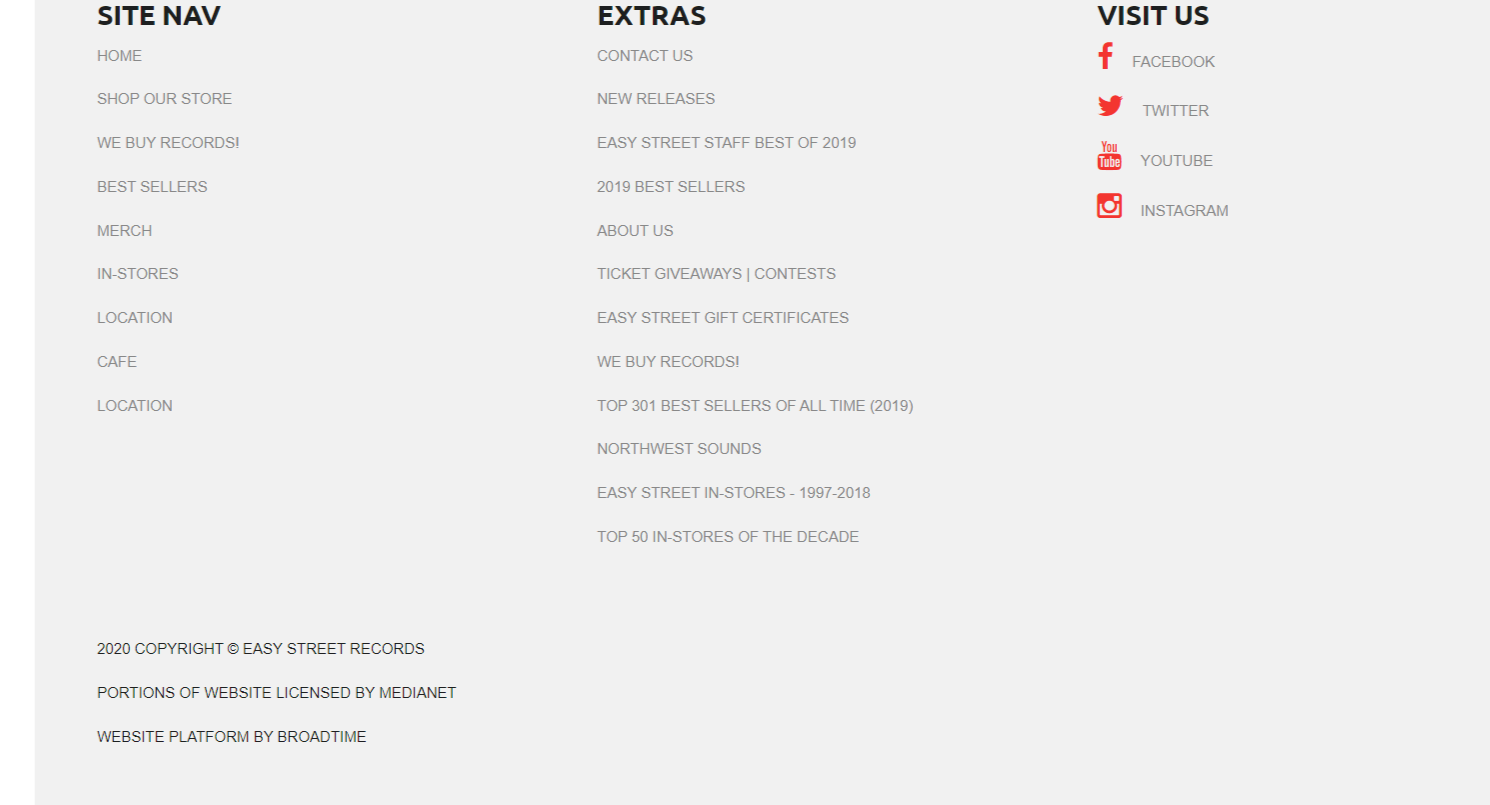 SITE NAV
HOME
SHOP OUR STORE
WE BUY RECORDS!
BEST SELLERS
MERCH
IN-STORES
LOCATION
CAFE
LOCATION
EXTRAS
CONTACT US
NEW RELEASES
EASY STREET STAFF BEST OF 2019
2019 BEST SELLERS
ABOUT US
TICKET GIVEAWAYS | CONTESTS
EASY STREET GIFT CERTIFICATES
WE BUY RECORDS!
TOP 301 BEST SELLERS OF ALL TIME (2019)
NORTHWEST SOUNDS
EASY STREET IN-STORES - 1997-2018
TOP 50 IN-STORES OF THE DECADE
VISIT US
FACEBOOK
TWITTER
You
Tube
YOUTUBE
INSTAGRAM
2020 COPYRIGHT © EASY STREET RECORDS
PORTIONS OF WEBSITE LICENSED BY MEDIANET
WEBSITE PLATFORM BY BROADTIME